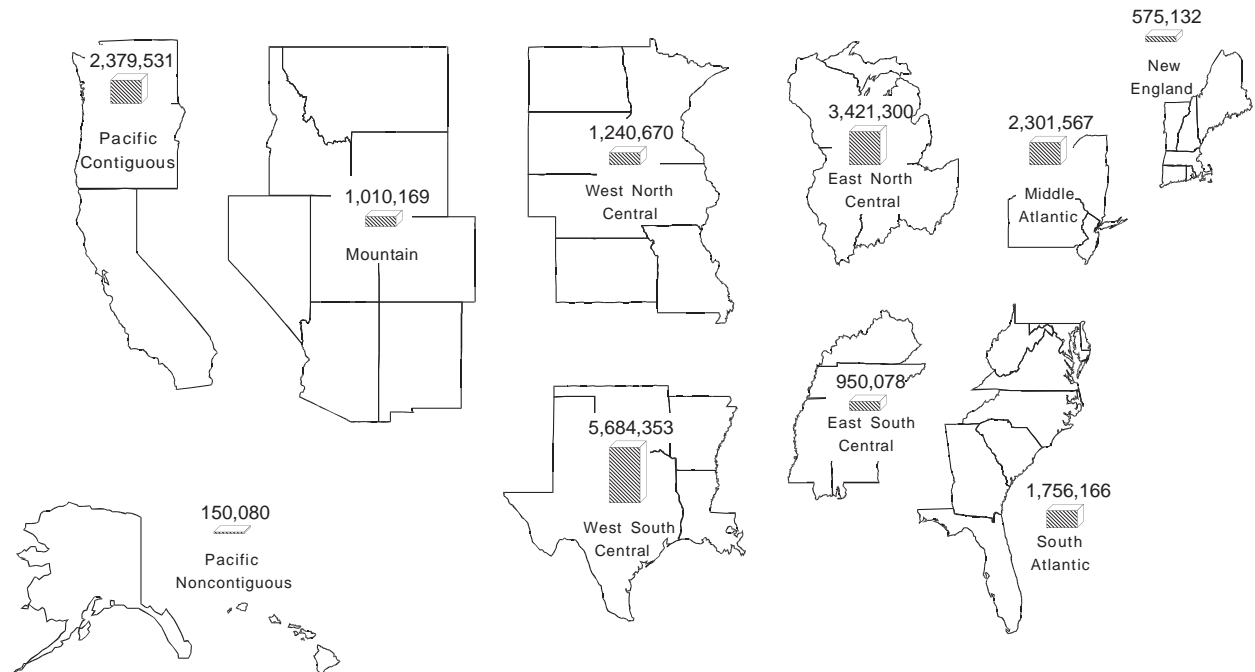 575,132
New
England
2,379,531
Pacific
Contiguous
1,010,169
Mountain
1,240,670
West North
Central
3,421,300
East North
Central
2,301,567
Middle
Atlantic
5,684,353
West South
Central
950,078
East South
Central
1,756,166
South
Atlantic
150,080
Pacific
Noncontiguous